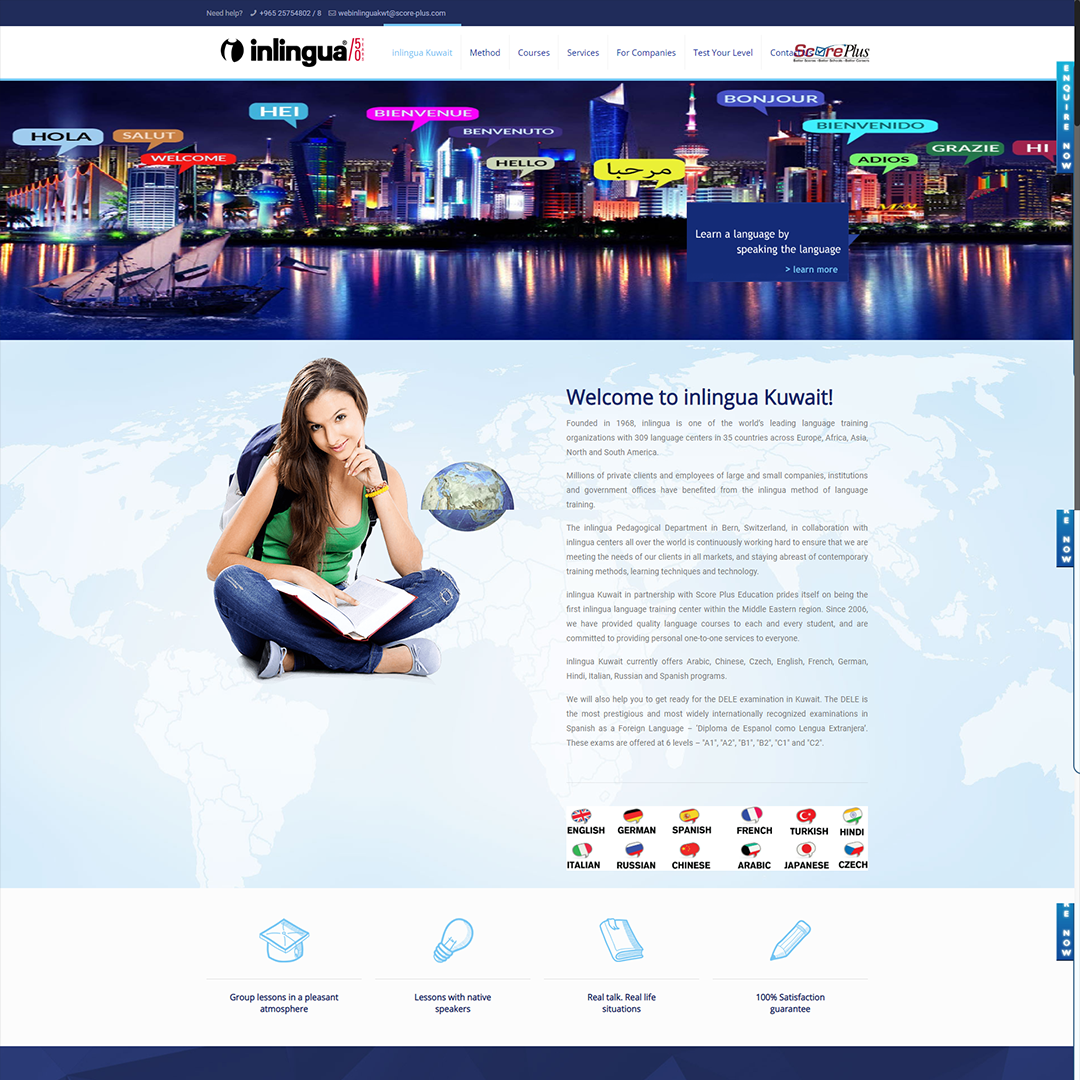 Need help? +965 25754802 / 8 webinlinguakwt@score-plus.com
inlingua® 50
inlingua Kuwait Method Courses Services For Companies Test Your Level
Score Plus
ENQUIRE NOW
HOLA
SALUT
WELCOME
HEI
BIENVENUE
BENVENUTO
HELLO
مرحبا
BONJOUR
BIENVENIDO
ADIOS
GRAZIE
HI
Learn a language by
speaking the language
> learn more
Welcome to inlingua Kuwait!
Founded in 1968, inlingua is one of the world's leading language training
organizations with 309 language centers in 35 countries across Europe, Africa, Asia,
North and South America.
Millions of private clients and employees of large and small companies, institutions
and government offices have benefited from the inlingua method of language
training.
The inlingua Pedagogical Department in Bern, Switzerland, in collaboration with
inlingua centers all over the world is continuously working hard to ensure that we are
meeting the needs of our clients in all markets, and staying abreast of contemporary
training methods, learning techniques and technology.
inlingua Kuwait in partnership with Score Plus Education prides itself on being the
first inlingua language training center within the Middle Eastern region. Since 2006,
we have provided quality language courses to each and every student, and are
committed to providing personal one-to-one services to everyone.
inlingua Kuwait currently offers Arabic, Chinese, Czech, English, French, German,
Hindi, Italian, Russian and Spanish programs.
We will also help you to get ready for the DELE examination in Kuwait. The DELE is
the most prestigious and most widely internationally recognized examinations in
Spanish as a Foreign Language – 'Diploma de Espanol como Lengua Extranjera'.
These exams are offered at 6 levels – "A1", "A2", "B1", "B2", "C1" and "C2".
ENGLISH GERMAN SPANISH FRENCH TURKISH HINDI
ITALIAN RUSSIAN CHINESE ARABIC JAPANESE CZECH
RE NOW
RE NOW
Group lessons in a pleasant
atmosphere
Lessons with native
speakers
Real talk. Real life
situations
100% Satisfaction
guarantee